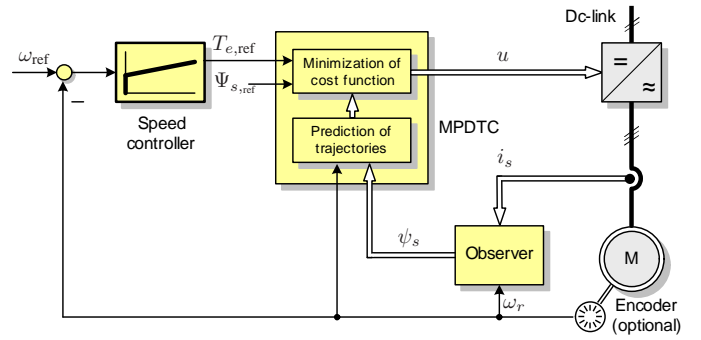 Dc-link
ω_ref
T_e,ref
Ψ_s,ref
Minimization of
cost function
u
=
≈
−
Speed
controller
Prediction of
trajectories
MPDTC
i_s
ψ_s
Observer
M
ω_r
Encoder
(optional)